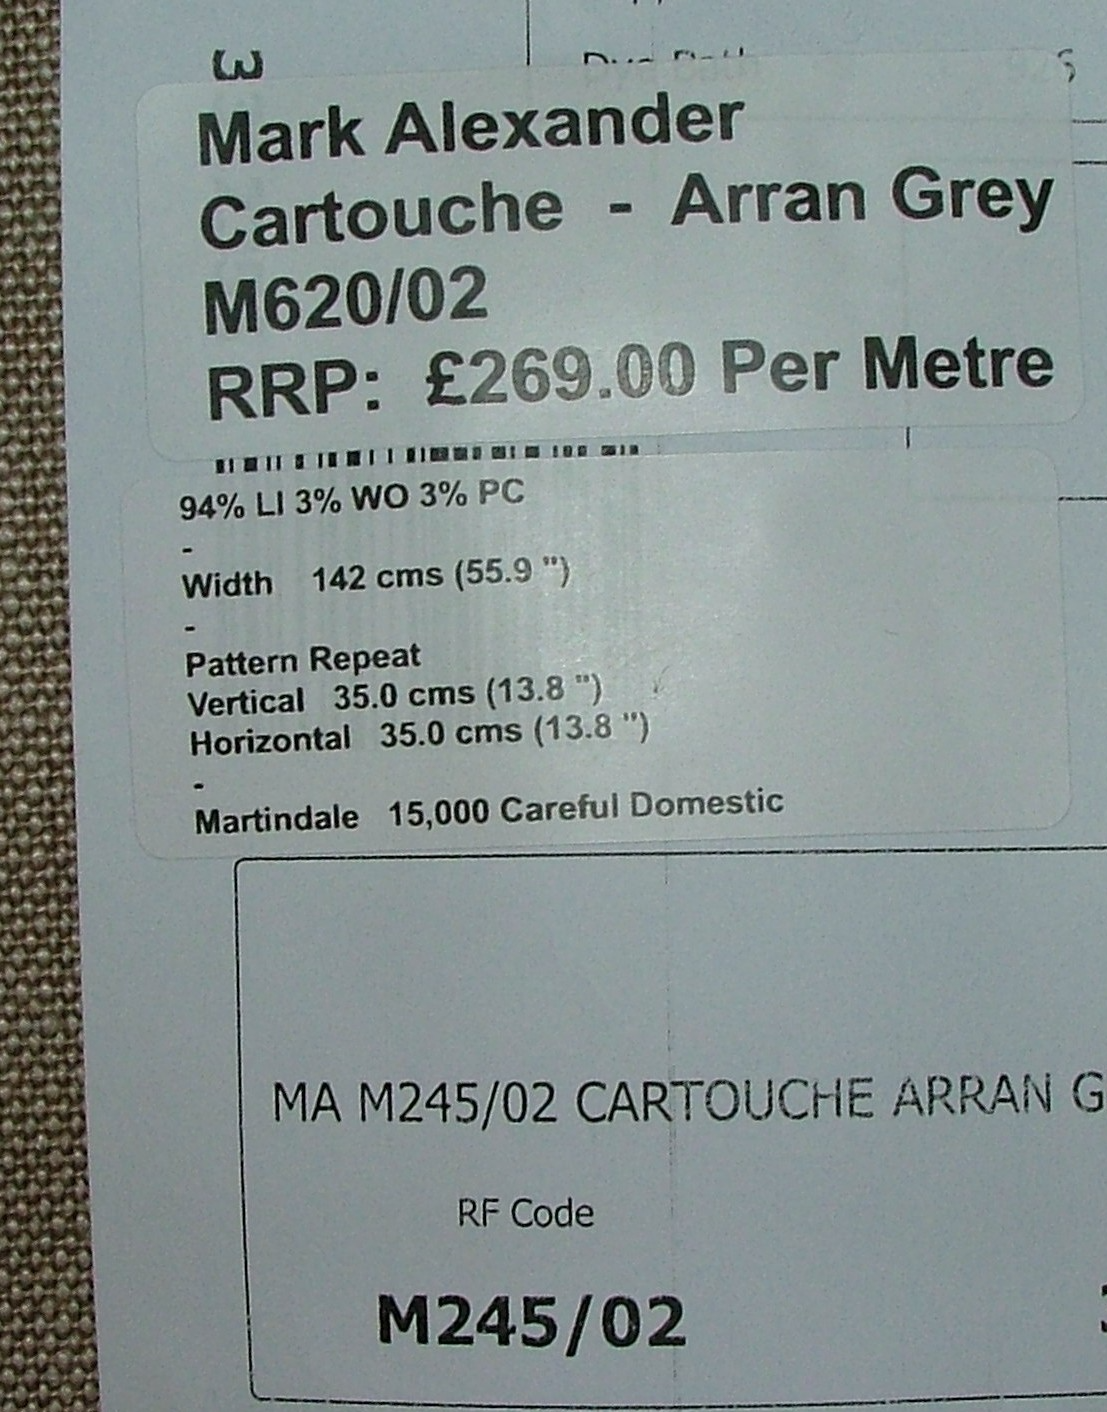 3
Mark Alexander
Cartouche - Arran Grey
M620/02
RRP: £269.00 Per Metre
94% LI 3% WO 3% PC
-
Width 142 cms (55.9 ")
-
Pattern Repeat
Vertical 35.0 cms (13.8 ")
Horizontal 35.0 cms (13.8 ")
-
Martindale 15,000 Careful Domestic
MA M245/02 CARTOUCHE ARRAN G
RF Code
M245/02